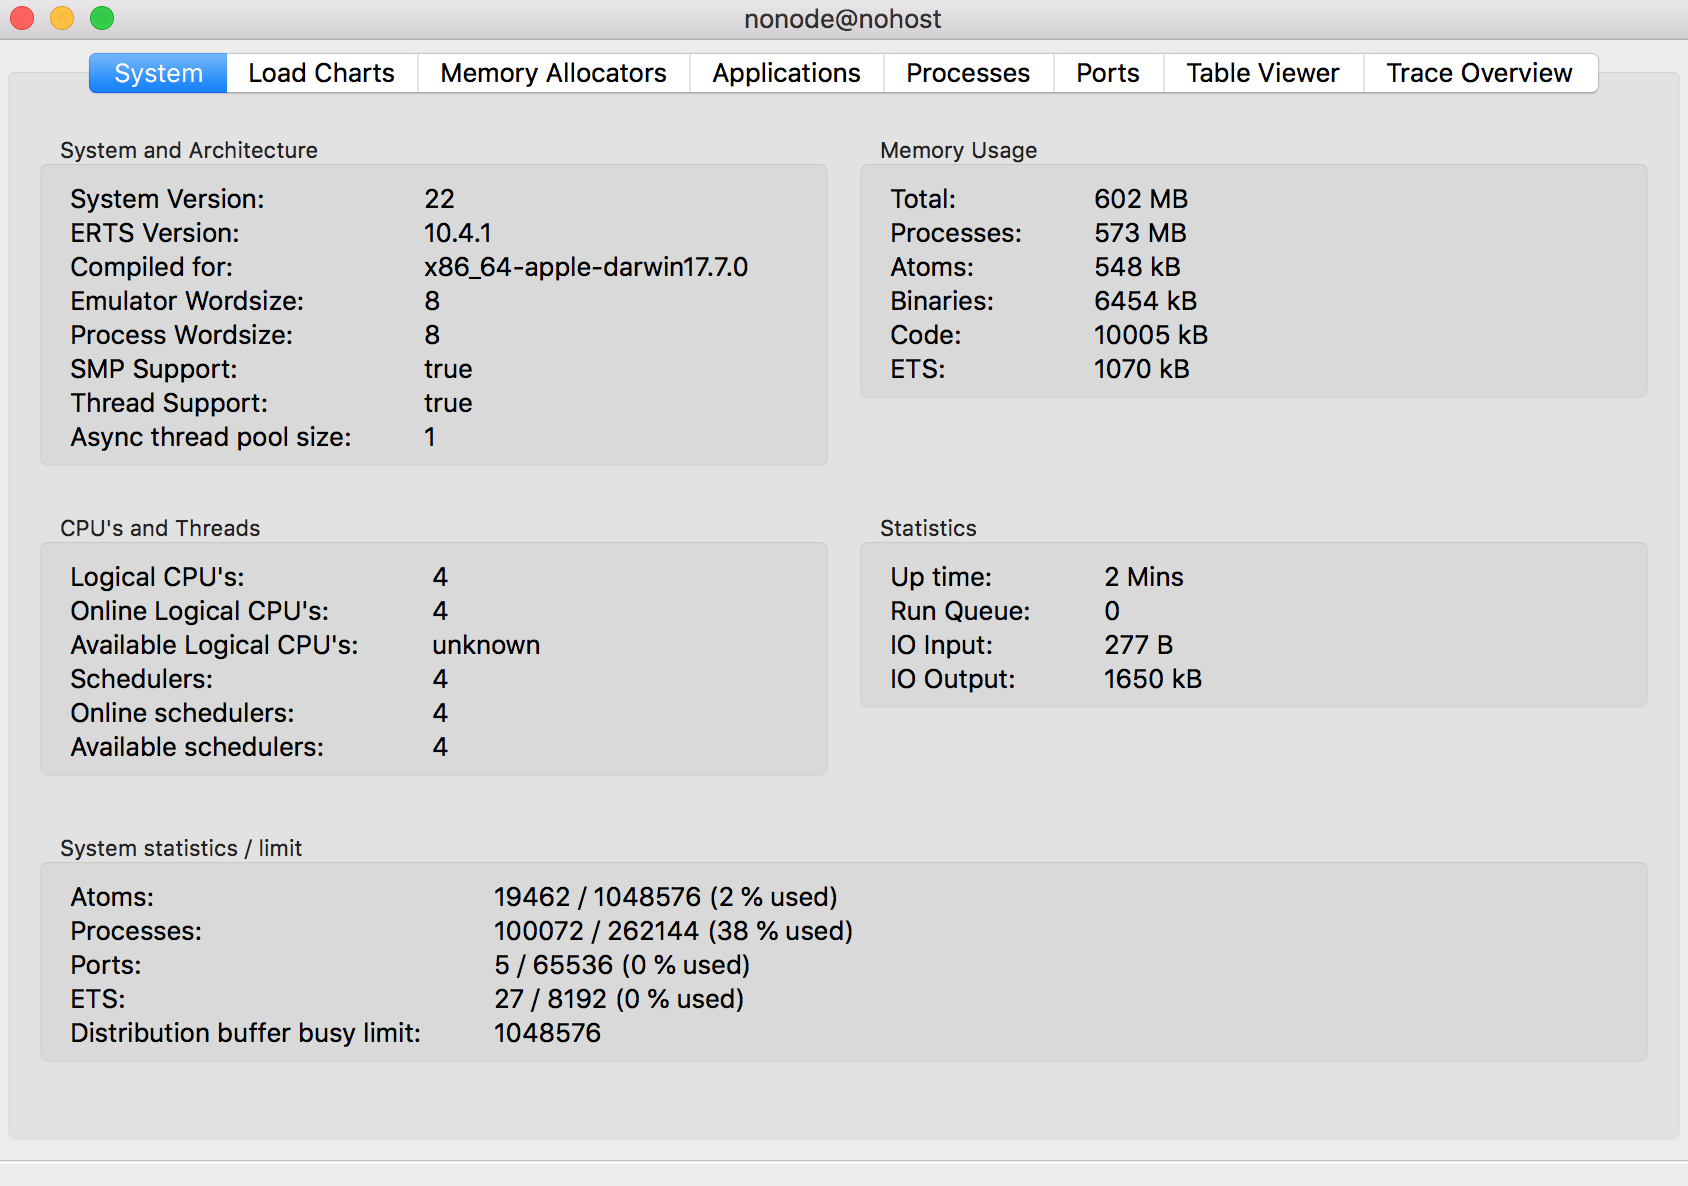 nonode@nohost
System Load Charts Memory Allocators Applications Processes Ports Table Viewer Trace Overview
System and Architecture
System Version: 22
ERTS Version: 10.4.1
Compiled for: x86_64-apple-darwin17.7.0
Emulator Wordsize: 8
Process Wordsize: 8
SMP Support: true
Thread Support: true
Async thread pool size: 1
Memory Usage
Total: 602 MB
Processes: 573 MB
Atoms: 548 kB
Binaries: 6454 kB
Code: 10005 kB
ETS: 1070 kB
CPU's and Threads
Logical CPU's: 4
Online Logical CPU's: 4
Available Logical CPU's: unknown
Schedulers: 4
Online schedulers: 4
Available schedulers: 4
Statistics
Up time: 2 Mins
Run Queue: 0
IO Input: 277 B
IO Output: 1650 kB
System statistics / limit
Atoms: 19462 / 1048576 (2 % used)
Processes: 100072 / 262144 (38 % used)
Ports: 5 / 65536 (0 % used)
ETS: 27 / 8192 (0 % used)
Distribution buffer busy limit: 1048576